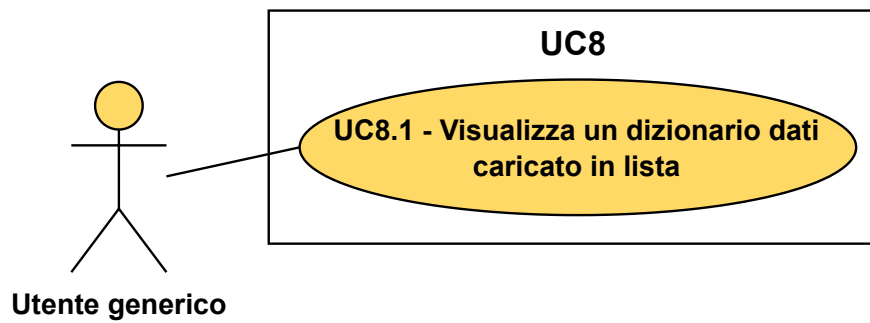 UC8
UC8.1 - Visualizza un dizionario dati
caricato in lista
Utente generico